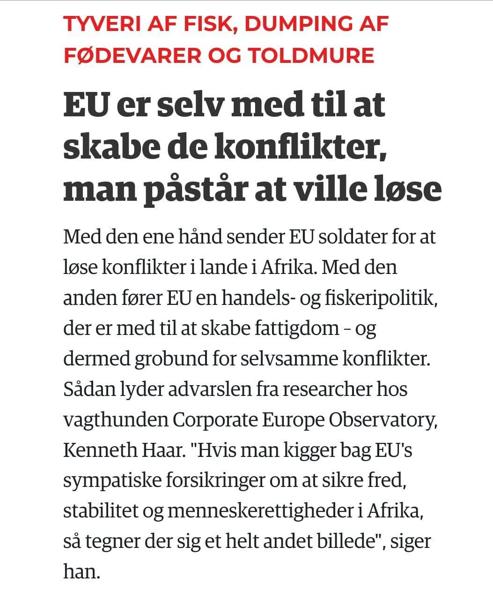 TYVERI AF FISK, DUMPING AF
FØDEVARER OG TOLDMURE
EU er selv med til at
skabe de konflikter,
man påstår at ville løse
Med den ene hånd sender EU soldater for at
løse konflikter i lande i Afrika. Med den
anden fører EU en handels- og fiskeripolitik,
der er med til at skabe fattigdom – og
dermed grobund for selvsamme konflikter.
Sådan lyder advarslen fra researcher hos
vagthunden Corporate Europe Observatory,
Kenneth Haar. "Hvis man kigger bag EU's
sympatiske forsikringer om at sikre fred,
stabilitet og menneskerettigheder i Afrika,
så tegner der sig et helt andet billede", siger
han.